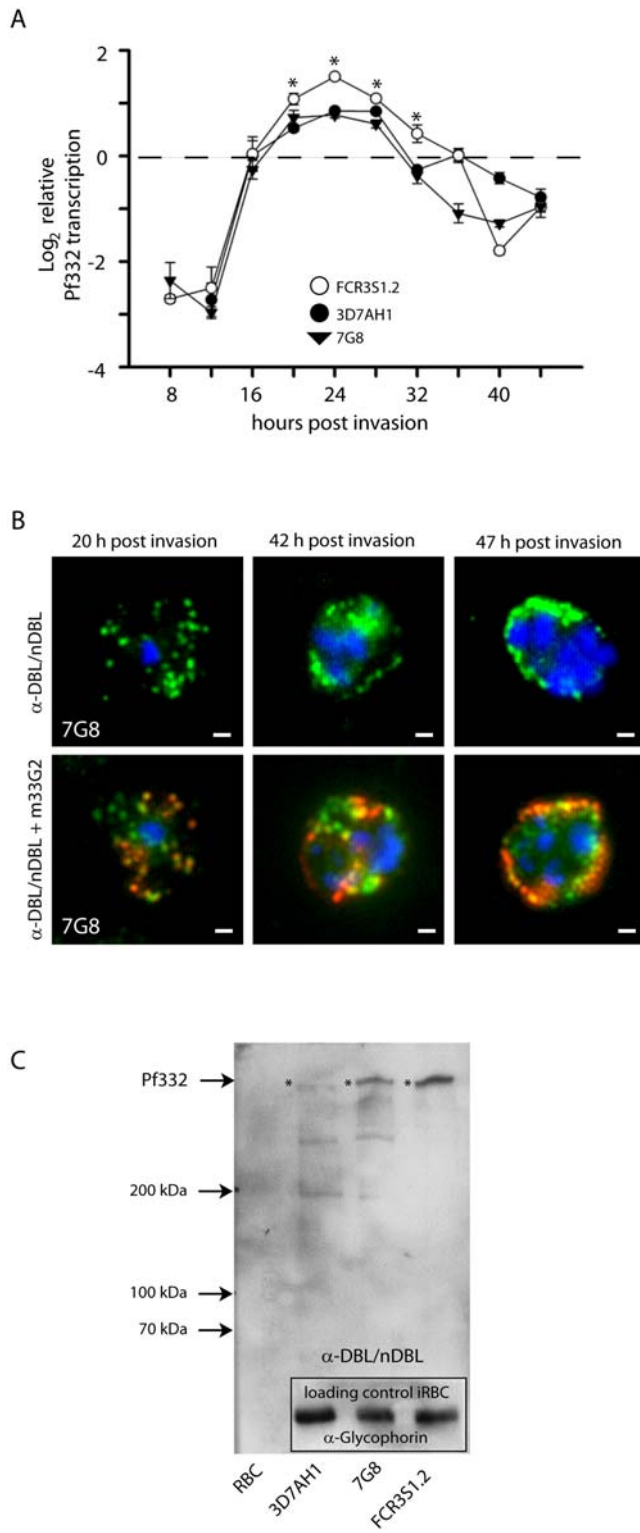 A
Log2 relative
Pf332 transcription
2
0
-2
-4
* * * *
FCR3S1.2
3D7AH1
7G8
8 16 24 32 40
hours post invasion
B
20 h post invasion 42 h post invasion 47 h post invasion
α-DBL/nDBL
7G8
α-DBL/nDBL + m33G2
7G8
C
Pf332
* * *
200 kDa
100 kDa
70 kDa
α-DBL/nDBL
loading control iRBC
α-Glycophorin
RBC 3D7AH1 7G8 FCR3S1.2